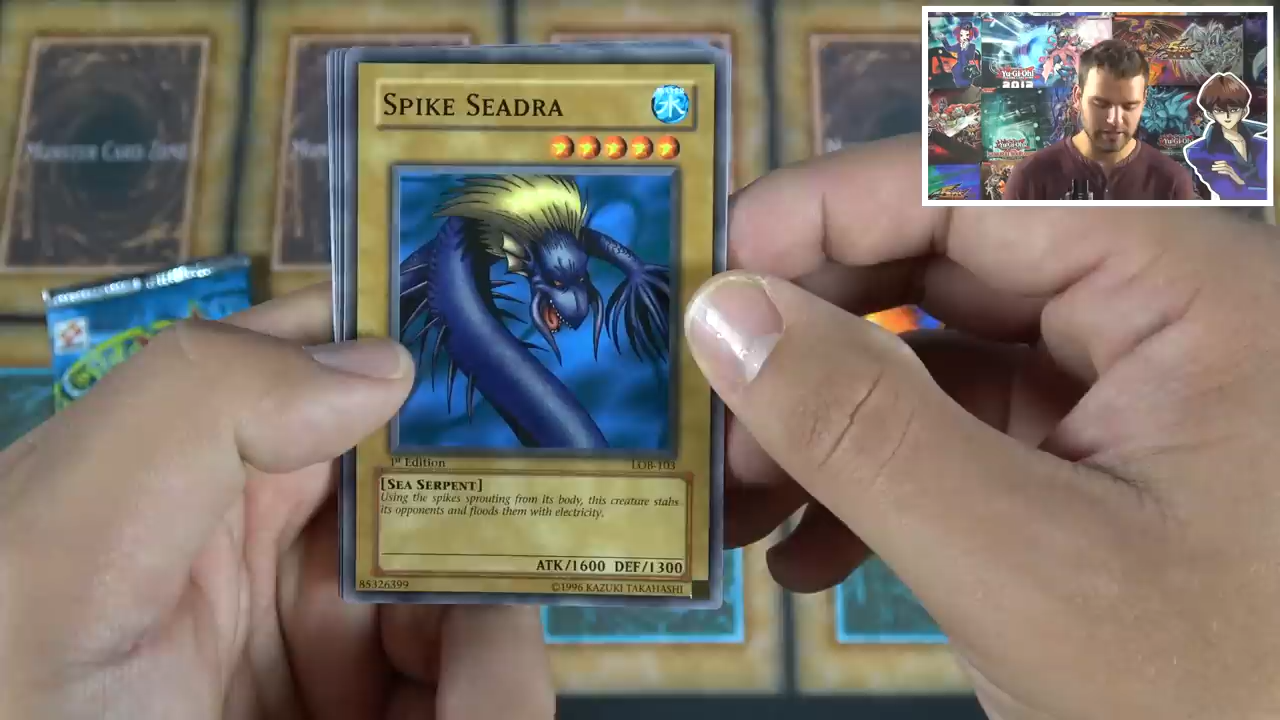 MONSTER CARD ZONE
SPIKE SEADRA
WATER
水
1st Edition
LOB-103
[SEA SERPENT]
Using the spikes sprouting from its body, this creature stabs
its opponents and floods them with electricity.
ATK/1600 DEF/1300
85326399
©1996 KAZUKI TAKAHASHI
Yu-Gi-Oh!
2012